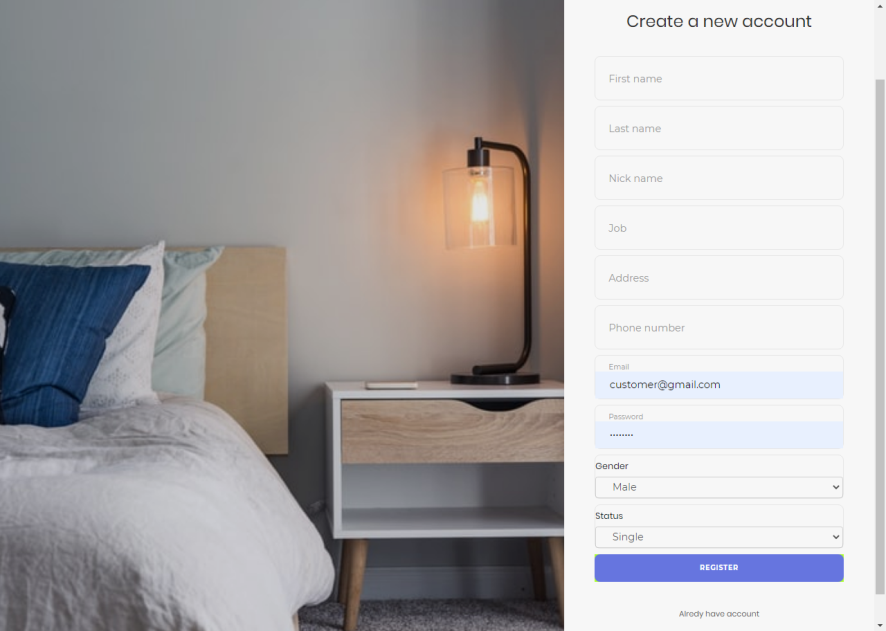 Create a new account
First name
Last name
Nick name
Job
Address
Phone number
Email
customer@gmail.com
Password
••••••••
Gender
Male
Status
Single
REGISTER
Alrody have account